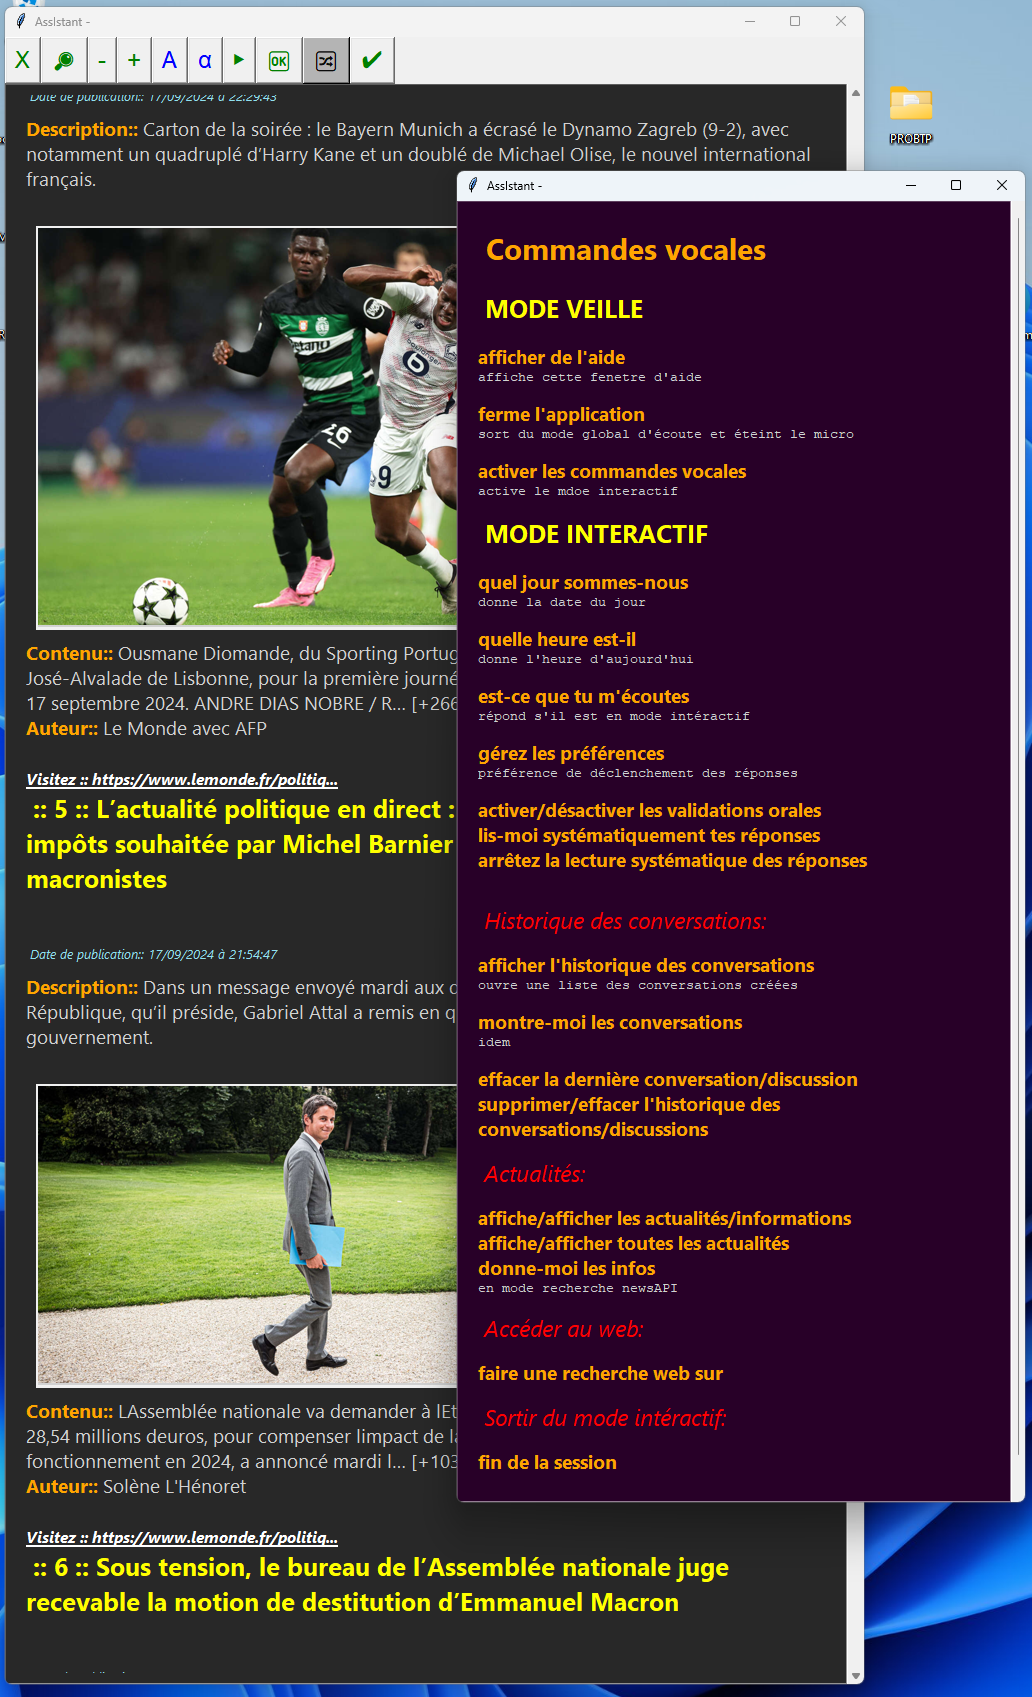 Assistant -
X - + A α OK
Date de publication:: 17/09/2024 à 22:29:43
Description:: Carton de la soirée : le Bayern Munich a écrasé le Dynamo Zagreb (9-2), avec
notamment un quadruplé d’Harry Kane et un doublé de Michael Olise, le nouvel international
français.
Betano
26
9
Contenu:: Ousmane Diomande, du Sporting Portug
José-Alvalade de Lisbonne, pour la première journé
17 septembre 2024. ANDRE DIAS NOBRE / R... [+266
Auteur:: Le Monde avec AFP
Visitez :: https://www.lemonde.fr/politiq...
:: 5 :: L’actualité politique en direct :
impôts souhaitée par Michel Barnier
macronistes
Date de publication:: 17/09/2024 à 21:54:47
Description:: Dans un message envoyé mardi aux d
République, qu’il préside, Gabriel Attal a remis en q
gouvernement.
Contenu:: LAssemblée nationale va demander à lEt
28,54 millions deuros, pour compenser limpact de la
fonctionnement en 2024, a annoncé mardi l... [+103
Auteur:: Solène L'Hénoret
Visitez :: https://www.lemonde.fr/politiq...
:: 6 :: Sous tension, le bureau de l’Assemblée nationale juge
recevable la motion de destitution d’Emmanuel Macron
PROBTP
Assistant -
Commandes vocales
MODE VEILLE
afficher de l'aide
affiche cette fenetre d'aide
ferme l'application
sort du mode global d'écoute et éteint le micro
activer les commandes vocales
active le mdoe interactif
MODE INTERACTIF
quel jour sommes-nous
donne la date du jour
quelle heure est-il
donne l'heure d'aujourd'hui
est-ce que tu m'écoutes
répond s'il est en mode intéractif
gérez les préférences
préférence de déclenchement des réponses
activer/désactiver les validations orales
lis-moi systématiquement tes réponses
arrêtez la lecture systématique des réponses
Historique des conversations:
afficher l'historique des conversations
ouvre une liste des conversations créées
montre-moi les conversations
idem
effacer la dernière conversation/discussion
supprimer/effacer l'historique des
conversations/discussions
Actualités:
affiche/afficher les actualités/informations
affiche/afficher toutes les actualités
donne-moi les infos
en mode recherche newsAPI
Accéder au web:
faire une recherche web sur
Sortir du mode intéractif:
fin de la session